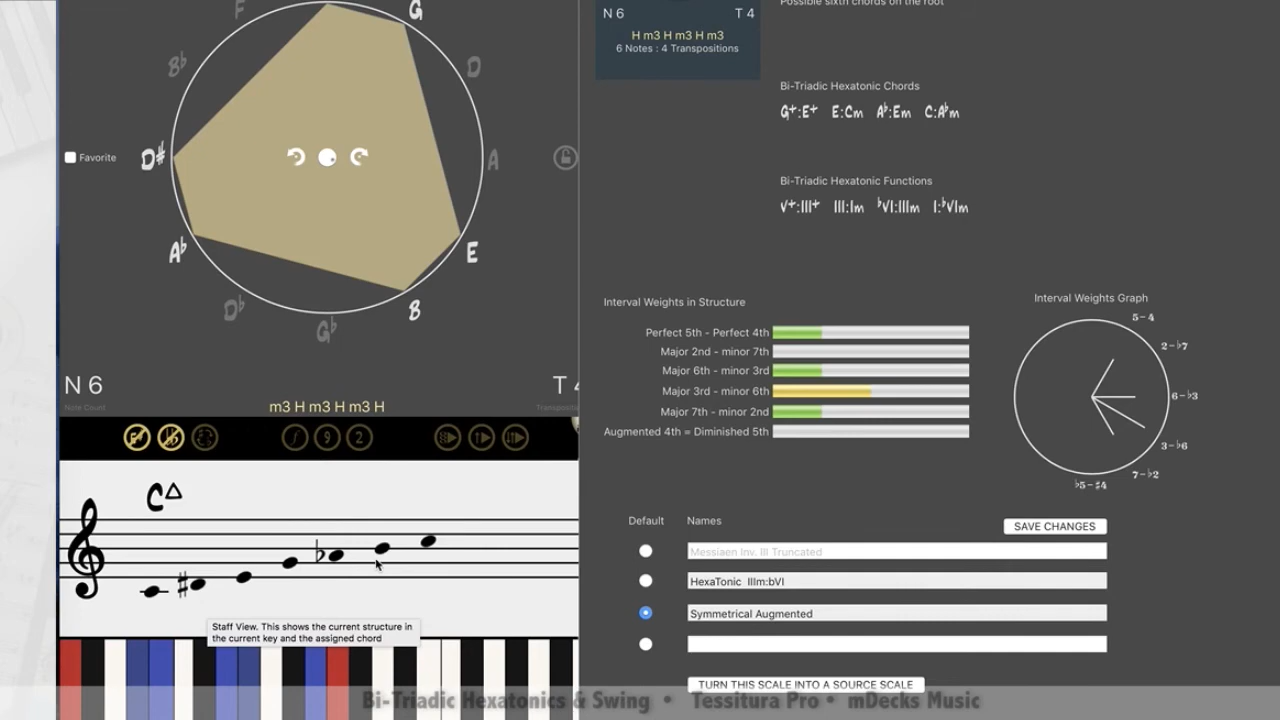 F
G
B♭
D
Favorite
D#
A
A♭
E
D♭
B
G♭
N 6
T 4
Note Count
m3 H m3 H m3 H
C△
Staff View. This shows the current structure in
the current key and the assigned chord
f
9
2
N 6
T 4
H m3 H m3 H m3
6 Notes : 4 Transpositions
Possible sixth chords on the root
Bi-Triadic Hexatonic Chords
G+:E+ E:Cm A♭:Em C:A♭m
Bi-Triadic Hexatonic Functions
V+:III+ III:Im ♭VI:IIIm I:♭VIm
Interval Weights in Structure
Perfect 5th - Perfect 4th
Major 2nd - minor 7th
Major 6th - minor 3rd
Major 3rd - minor 6th
Major 7th - minor 2nd
Augmented 4th = Diminished 5th
Interval Weights Graph
5-4
2-♭7
6-♭3
3-♭6
7-♭2
♭5-♯4
Default
Names
SAVE CHANGES
Messiaen Inv. III Truncated
HexaTonic IIIm:bVI
Symmetrical Augmented
TURN THIS SCALE INTO A SOURCE SCALE
Bi-Triadic Hexatonics & Swing • Tessitura Pro • mDecks Music